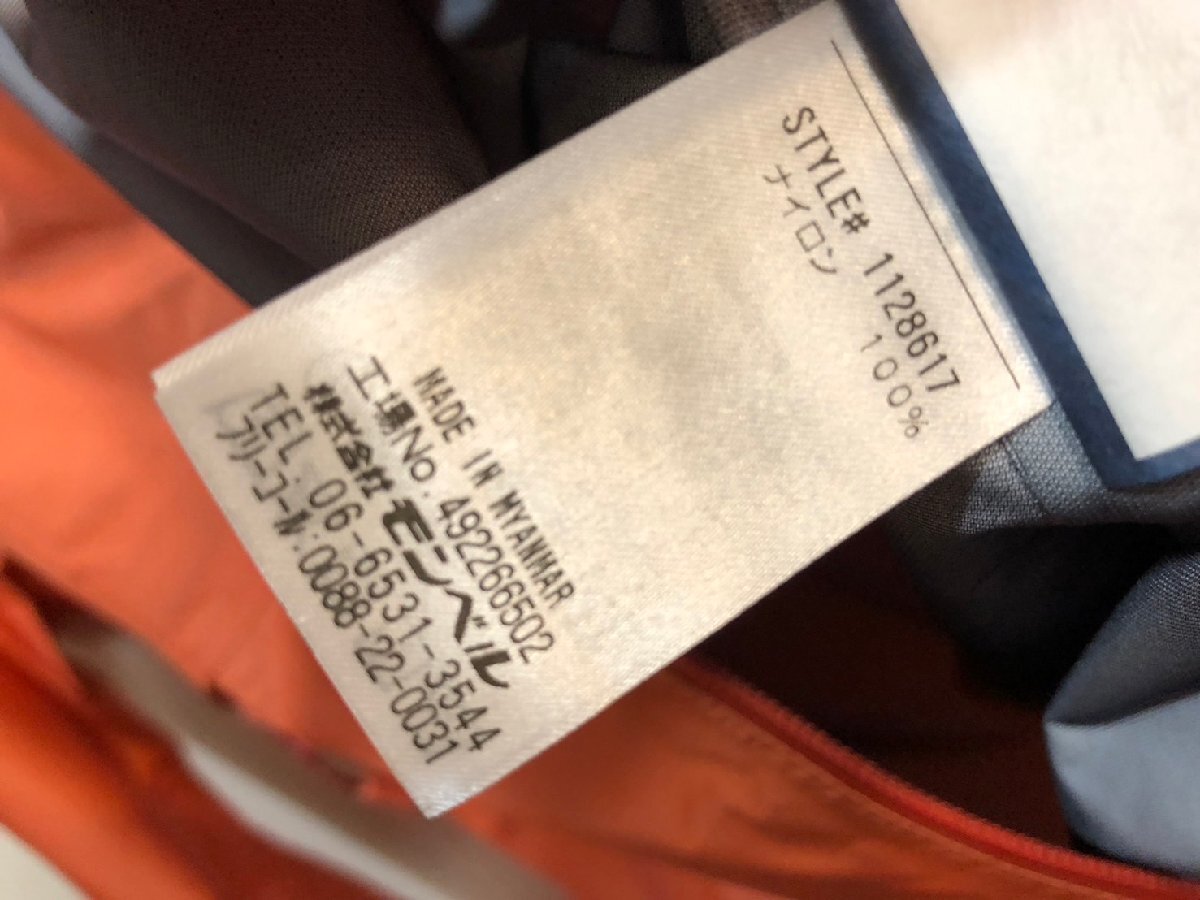 STYLE# 1128617
ナイロン 100%
MADE IN MYANMAR
工場No. 4922266502
株式会社 モンベル
TEL. 06-6531-3544
フリーコール:0088-22-0031